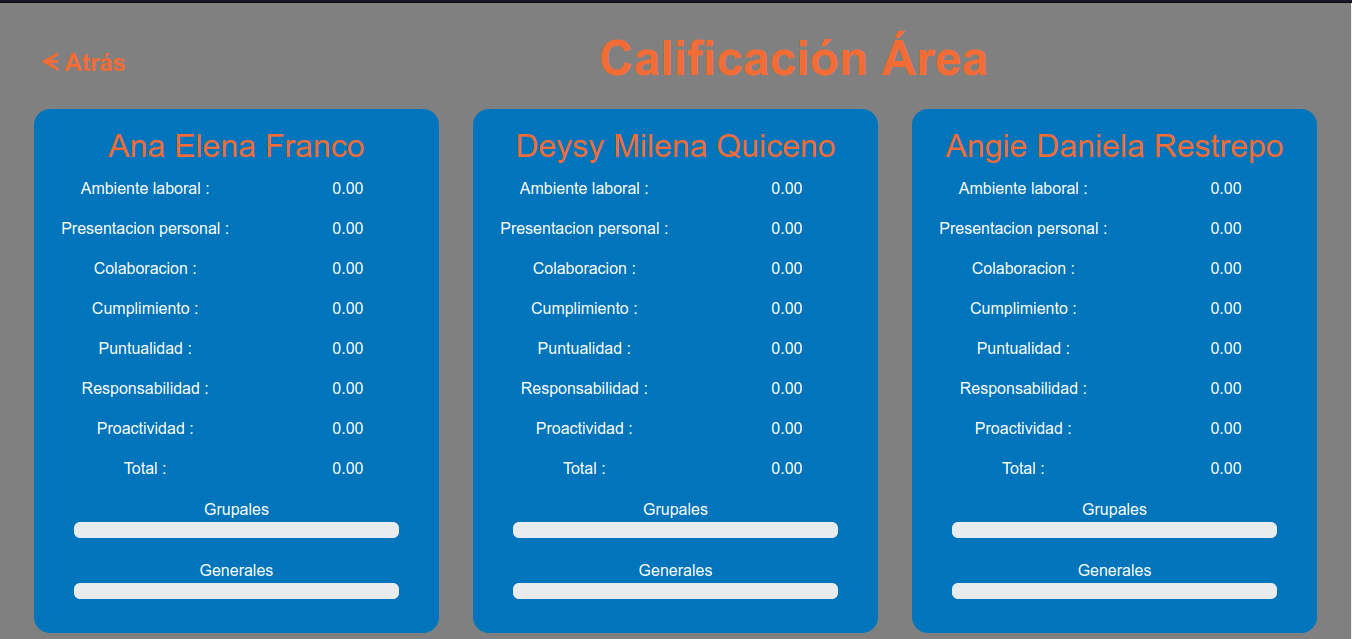 < Atrás
Calificación Área
Ana Elena Franco
Ambiente laboral : 0.00
Presentacion personal : 0.00
Colaboracion : 0.00
Cumplimiento : 0.00
Puntualidad : 0.00
Responsabilidad : 0.00
Proactividad : 0.00
Total : 0.00
Grupales
Generales
Deysy Milena Quiceno
Ambiente laboral : 0.00
Presentacion personal : 0.00
Colaboracion : 0.00
Cumplimiento : 0.00
Puntualidad : 0.00
Responsabilidad : 0.00
Proactividad : 0.00
Total : 0.00
Grupales
Generales
Angie Daniela Restrepo
Ambiente laboral : 0.00
Presentacion personal : 0.00
Colaboracion : 0.00
Cumplimiento : 0.00
Puntualidad : 0.00
Responsabilidad : 0.00
Proactividad : 0.00
Total : 0.00
Grupales
Generales